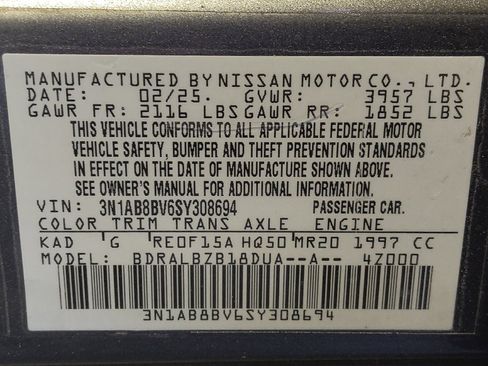 MANUFACTURED BY NISSAN MOTOR CO., LTD.
DATE: 02/25. GVWR: 3957 LBS
GAWR FR: 2116 LBS GAWR RR: 1852 LBS
THIS VEHICLE CONFORMS TO ALL APPLICABLE FEDERAL MOTOR
VEHICLE SAFETY, BUMPER AND THEFT PREVENTION STANDARDS
IN EFFECT ON THE DATE OF MANUFACTURE SHOWN ABOVE.
SEE OWNER'S MANUAL FOR ADDITIONAL INFORMATION.
VIN: 3N1AB8BV6SY308694 PASSENGER CAR.
COLOR TRIM TRANS AXLE ENGINE
KAD G RE0F15A HQ50 MR20 1997 CC
MODEL: BDRALBZB18DUA--A-- 4Z000
3N1AB8BV6SY308694